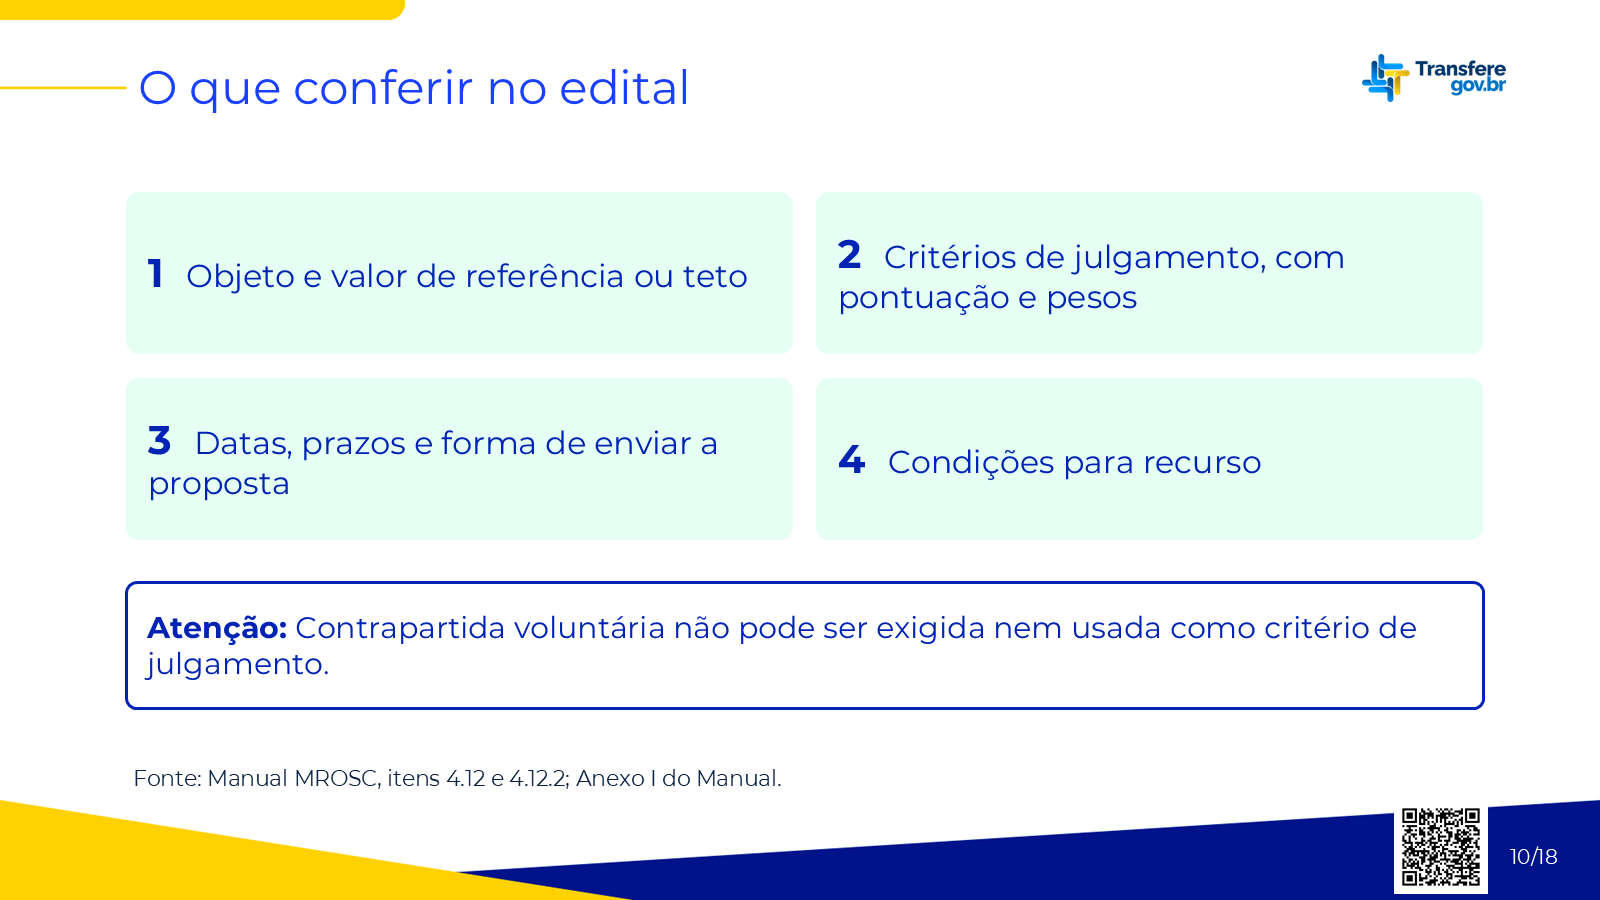 O que conferir no edital
Transfere
gov.br
1 Objeto e valor de referência ou teto
2 Critérios de julgamento, com
pontuação e pesos
3 Datas, prazos e forma de enviar a
proposta
4 Condições para recurso
Atenção: Contrapartida voluntária não pode ser exigida nem usada como critério de
julgamento.
Fonte: Manual MROSC, itens 4.12 e 4.12.2; Anexo I do Manual.
10/18